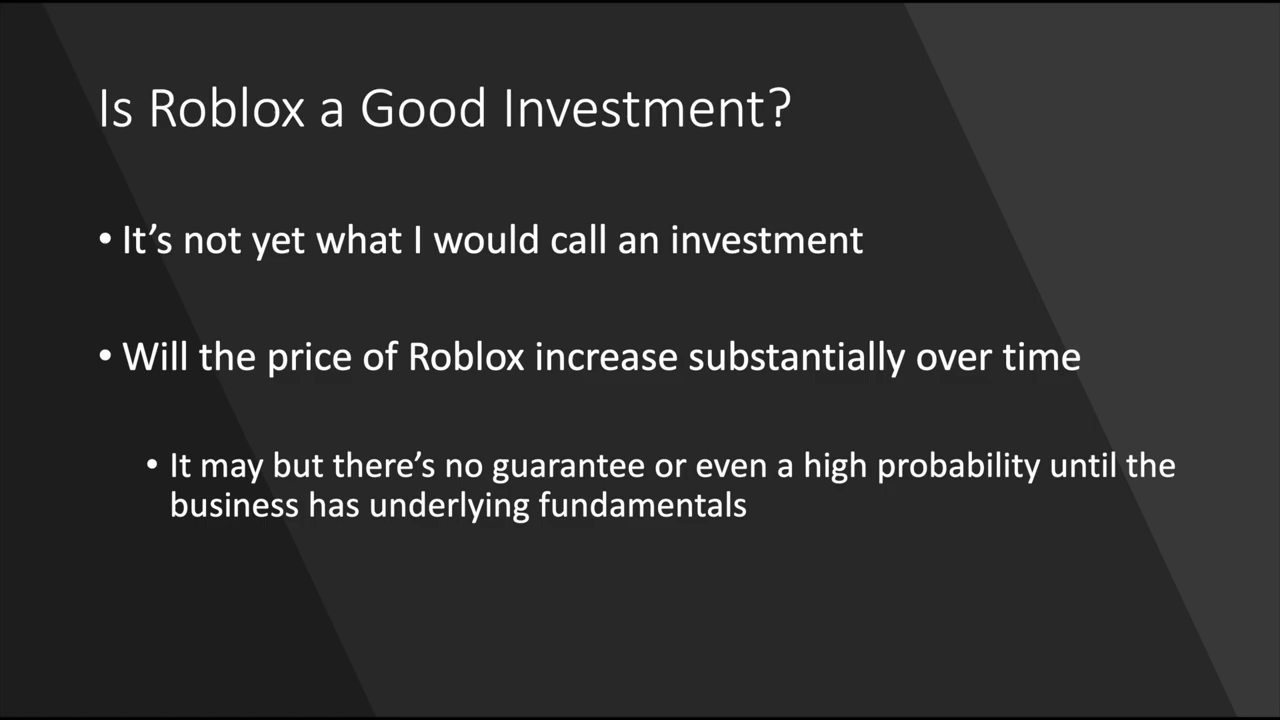 Is Roblox a Good Investment?
• It’s not yet what I would call an investment
• Will the price of Roblox increase substantially over time
• It may but there’s no guarantee or even a high probability until the
business has underlying fundamentals